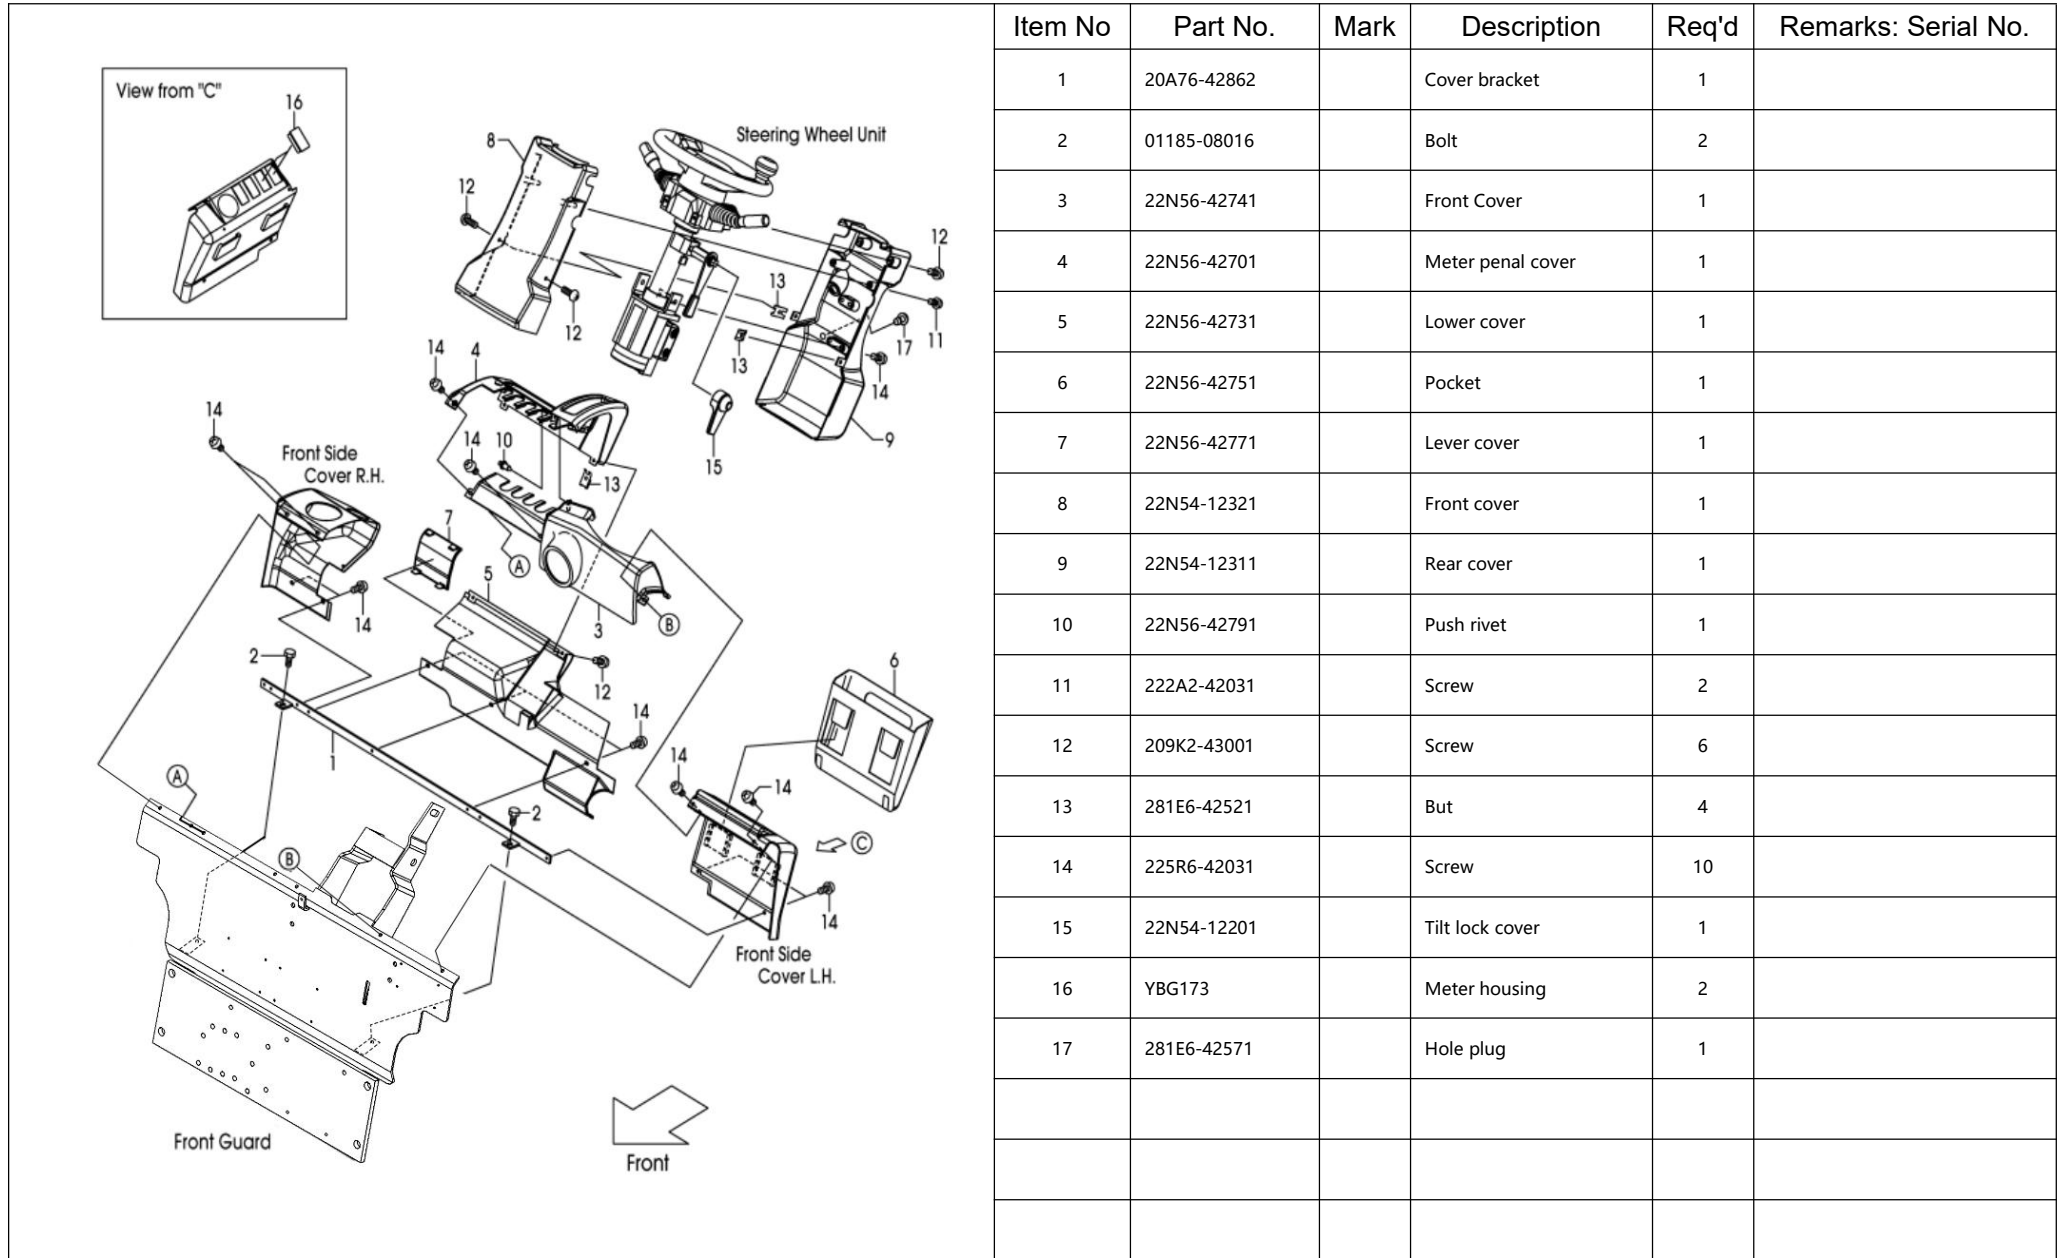 View from "C"
16
8
Steering Wheel Unit
12
12
13
12
11
17
13
14
14
4
12
9
14
Front Side
Cover R.H.
14
10
15
13
7
A
5
14
3
B
2
12
6
14
1
A
14
14
2
C
B
14
Front Side
Cover L.H.
Front Guard
Front
Item No Part No. Mark Description Req'd Remarks: Serial No.
1 20A76-42862 Cover bracket 1
2 01185-08016 Bolt 2
3 22N56-42741 Front Cover 1
4 22N56-42701 Meter penal cover 1
5 22N56-42731 Lower cover 1
6 22N56-42751 Pocket 1
7 22N56-42771 Lever cover 1
8 22N54-12321 Front cover 1
9 22N54-12311 Rear cover 1
10 22N56-42791 Push rivet 1
11 222A2-42031 Screw 2
12 209K2-43001 Screw 6
13 281E6-42521 But 4
14 225R6-42031 Screw 10
15 22N54-12201 Tilt lock cover 1
16 YBG173 Meter housing 2
17 281E6-42571 Hole plug 1